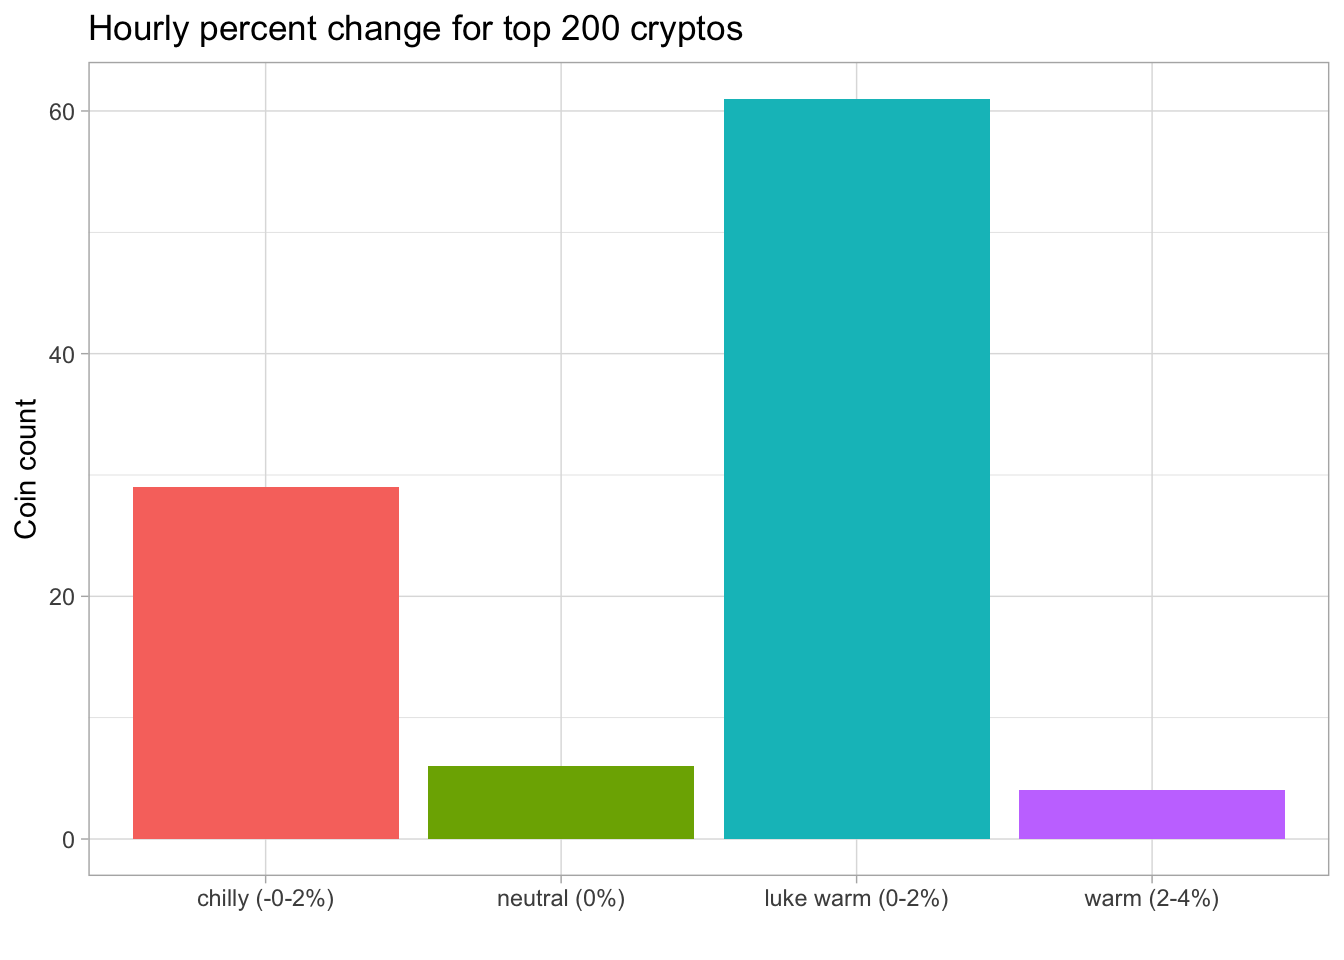 Hourly percent change for top 200 cryptos
60
40
20
0
Coin count
chilly (-0-2%)
neutral (0%)
luke warm (0-2%)
warm (2-4%)